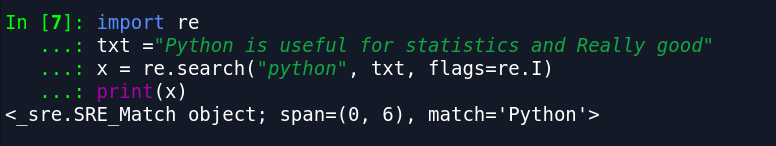 In [7]: import re
   ...: txt ="Python is useful for statistics and Really good"
   ...: x = re.search("python", txt, flags=re.I)
   ...: print(x)
<_sre.SRE_Match object; span=(0, 6), match='Python'>